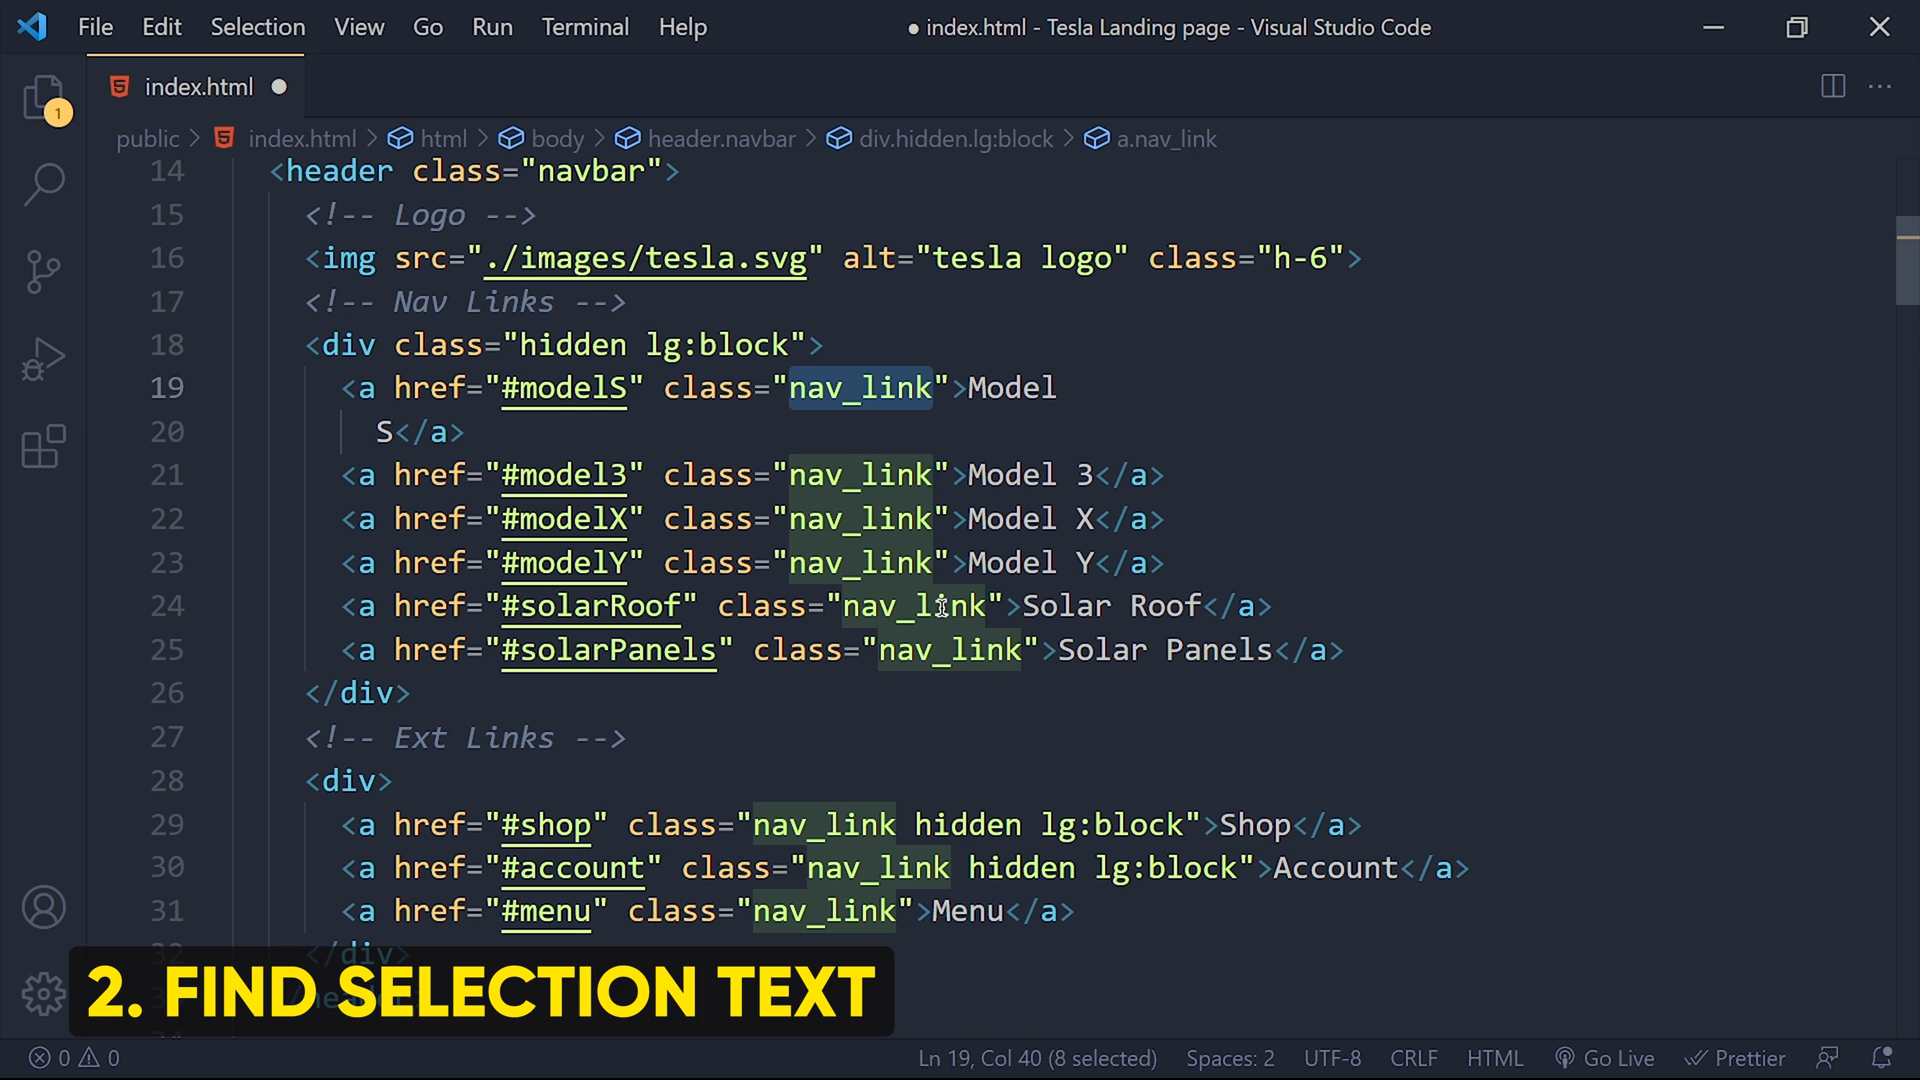 File Edit Selection View Go Run Terminal Help ● index.html - Tesla Landing page - Visual Studio Code
index.html
1
public > index.html > html > body > header.navbar > div.hidden.lg:block > a.nav_link
14 <header class="navbar">
15 <!-- Logo -->
16 <img src="./images/tesla.svg" alt="tesla logo" class="h-6">
17 <!-- Nav Links -->
18 <div class="hidden lg:block">
19 <a href="#modelS" class="nav_link">Model
20 S</a>
21 <a href="#model3" class="nav_link">Model 3</a>
22 <a href="#modelX" class="nav_link">Model X</a>
23 <a href="#modelY" class="nav_link">Model Y</a>
24 <a href="#solarRoof" class="nav_link">Solar Roof</a>
25 <a href="#solarPanels" class="nav_link">Solar Panels</a>
26 </div>
27 <!-- Ext Links -->
28 <div>
29 <a href="#shop" class="nav_link hidden lg:block">Shop</a>
30 <a href="#account" class="nav_link hidden lg:block">Account</a>
31 <a href="#menu" class="nav_link">Menu</a>
32 </div>
2. FIND SELECTION TEXT
0 0 Ln 19, Col 40 (8 selected) Spaces: 2 UTF-8 CRLF HTML Go Live Prettier